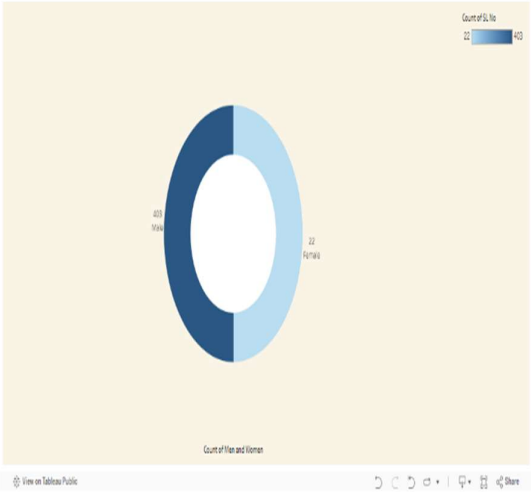 Count of SL No
22 403
403
Male
22
Female
Count of Men and Women
View on Tableau Public
Share